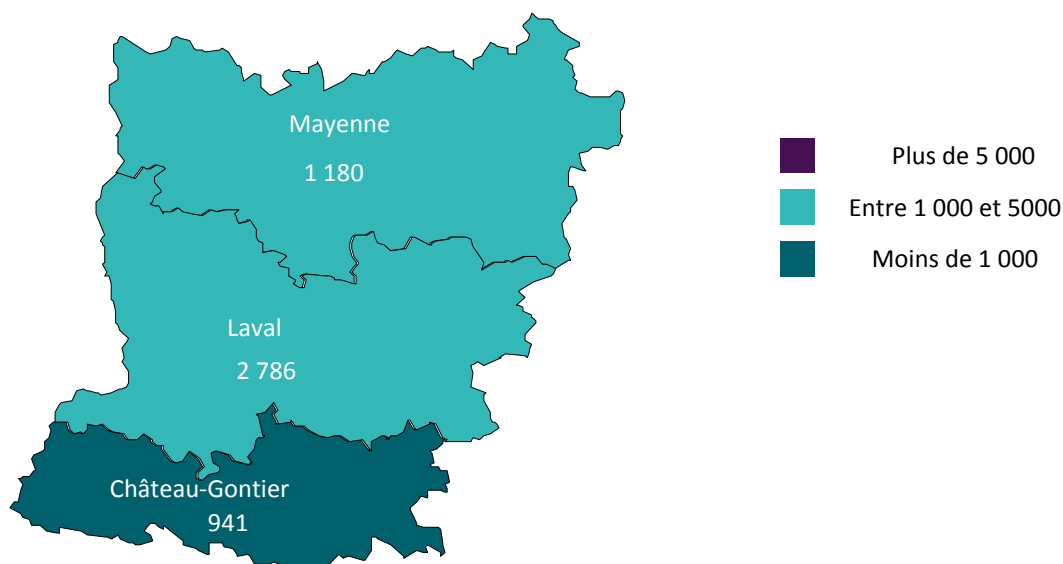 Mayenne
1 180
Laval
2 786
Château-Gontier
941
Plus de 5 000
Entre 1 000 et 5000
Moins de 1 000